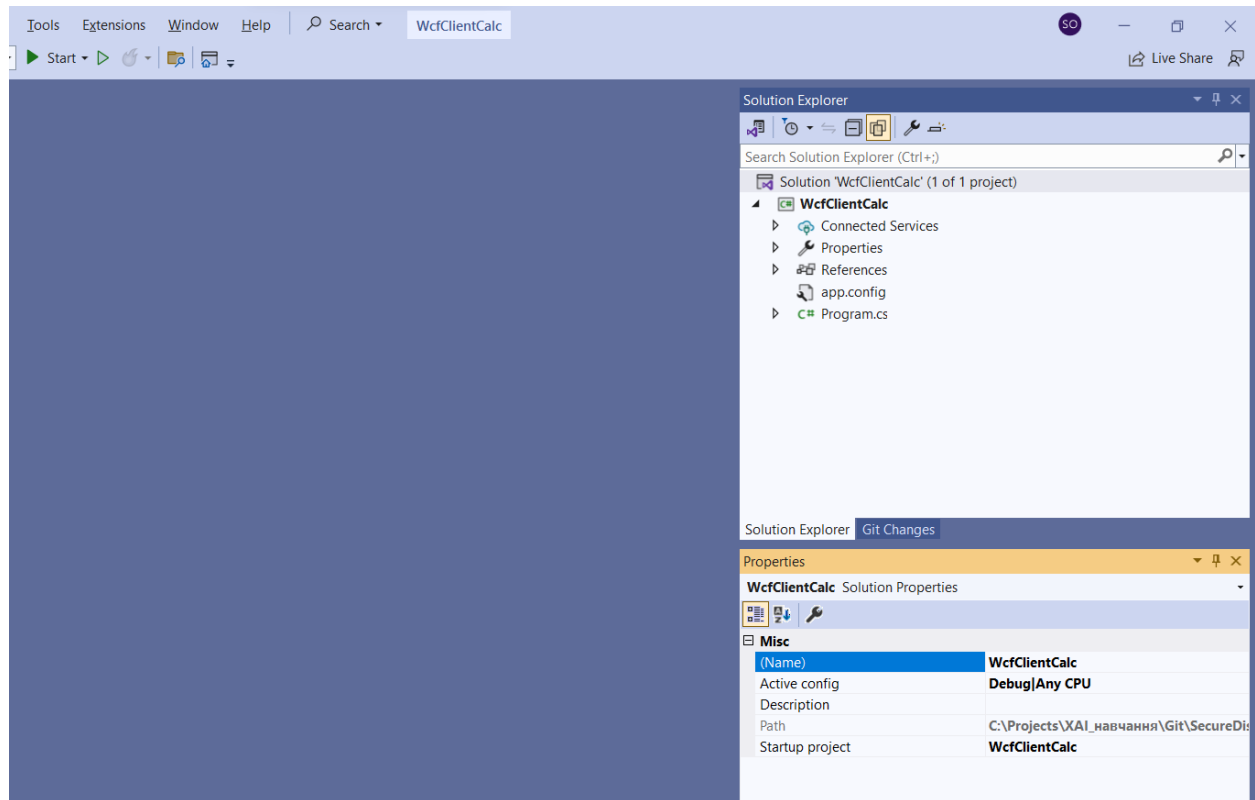 Tools Extensions Window Help Search WcfClientCalc SO
Start Live Share
Solution Explorer
Search Solution Explorer (Ctrl+;)
Solution 'WcfClientCalc' (1 of 1 project)
C# WcfClientCalc
Connected Services
Properties
References
app.config
C# Program.cs
Solution Explorer Git Changes
Properties
WcfClientCalc Solution Properties
Misc
(Name) WcfClientCalc
Active config Debug|Any CPU
Description
Path C:\Projects\XAI_навчання\Git\SecureDi
Startup project WcfClientCalc